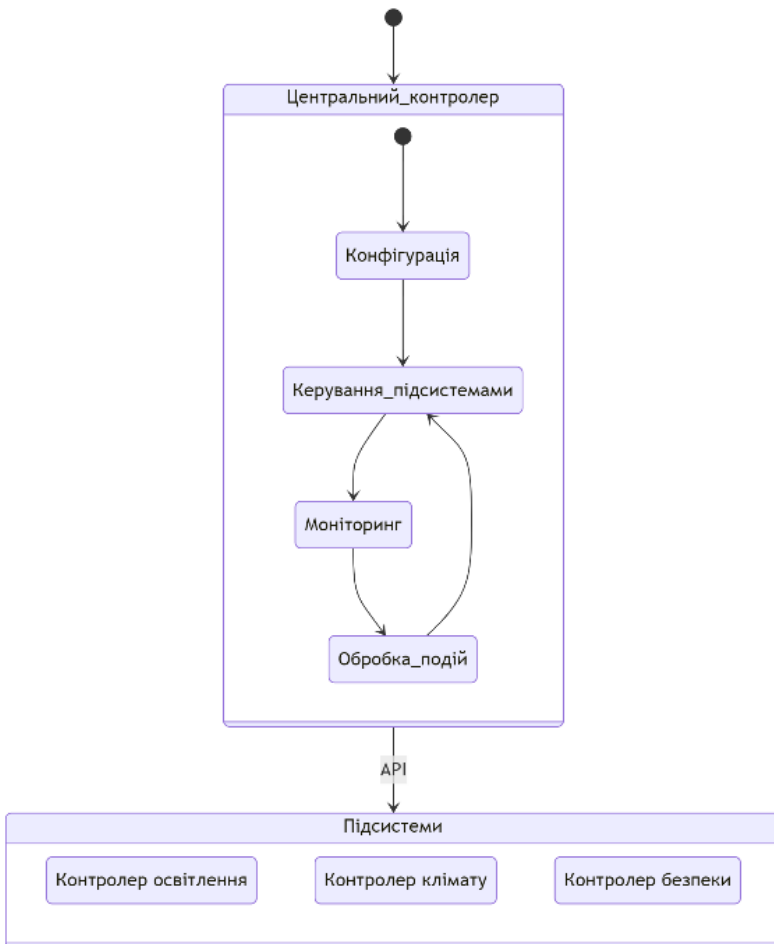 Центральний_контролер
Конфігурація
Керування_підсистемами
Моніторинг
Обробка_подій
API
Підсистеми
Контролер освітлення
Контролер клімату
Контролер безпеки